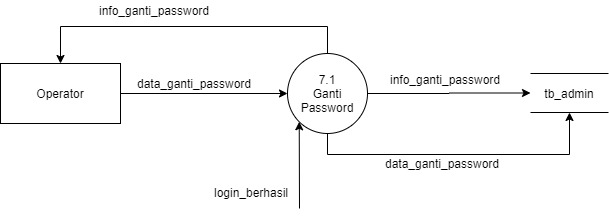 info_ganti_password
Operator
data_ganti_password
7.1
Ganti
Password
info_ganti_password
tb_admin
data_ganti_password
login_berhasil